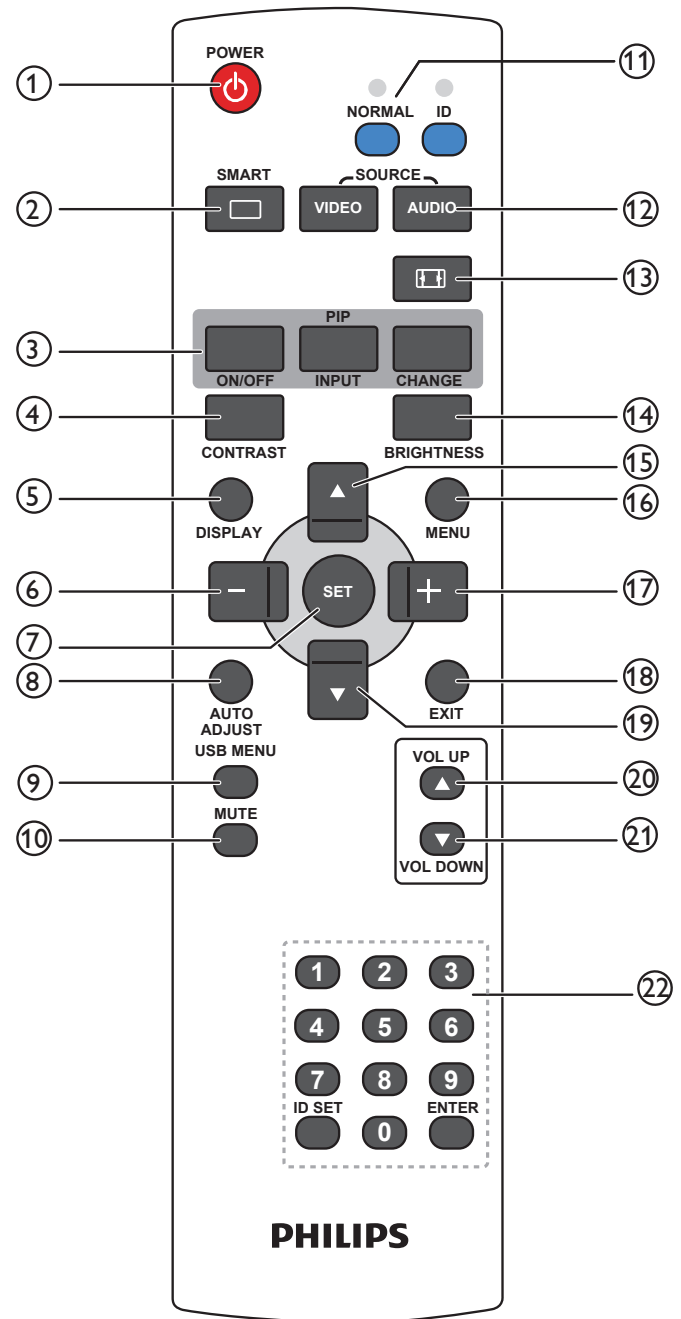 POWER
① ⑪
NORMAL ID
SMART SOURCE
② VIDEO AUDIO ⑫
⑬
PIP
③
ON/OFF INPUT CHANGE
④ ⑭
CONTRAST BRIGHTNESS
⑮
⑤ ⑯
DISPLAY MENU
⑥ − SET + ⑰
⑦
⑧ ⑱
AUTO EXIT ⑲
ADJUST
USB MENU VOL UP
⑨ ⑳
MUTE
⑩ ㉑
VOL DOWN
1 2 3
㉒
4 5 6
7 8 9
ID SET ENTER
0
PHILIPS